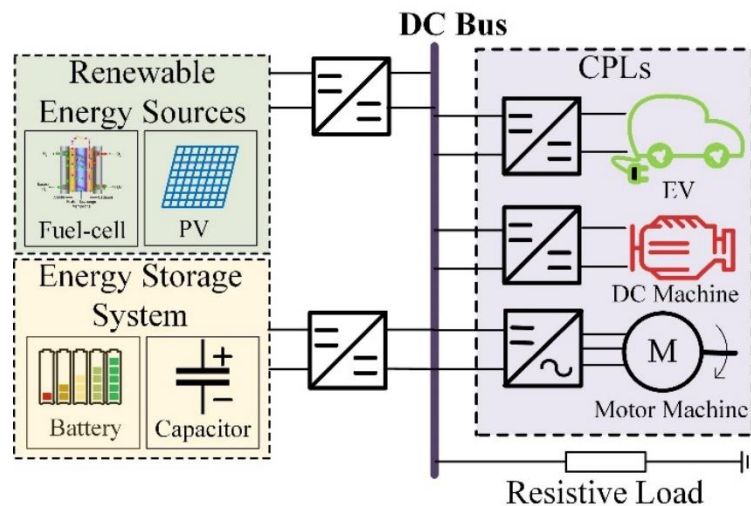 DC Bus
Renewable
Energy Sources
Fuel-cell
PV
Energy Storage
System
Battery
+
−
Capacitor
CPLs
EV
DC Machine
M
Motor Machine
Resistive Load